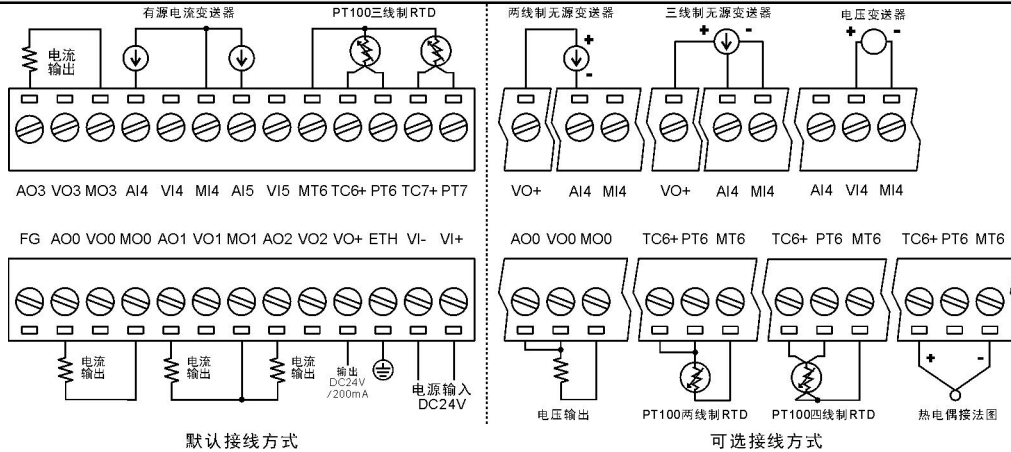 有源电流变送器 PT100三线制RTD 两线制无源变送器 三线制无源变送器 电压变送器
电流
输出
+ - + - + -
AO3 VO3 MO3 AI4 VI4 MI4 AI5 VI5 MT6 TC6+ PT6 TC7+ PT7
VO+ AI4 MI4 VO+ AI4 MI4 AI4 VI4 MI4
FG AO0 VO0 MO0 AO1 VO1 MO1 AO2 VO2 VO+ ETH VI- VI+
AO0 VO0 MO0 TC6+ PT6 MT6 TC6+ PT6 MT6 TC6+ PT6 MT6
电流
输出
电流
输出
电流
输出
输出
DC24V
/200mA
电源输入
DC24V
+ -
电压输出 PT100两线制RTD PT100四线制RTD 热电偶接法图
默认接线方式 可选接线方式